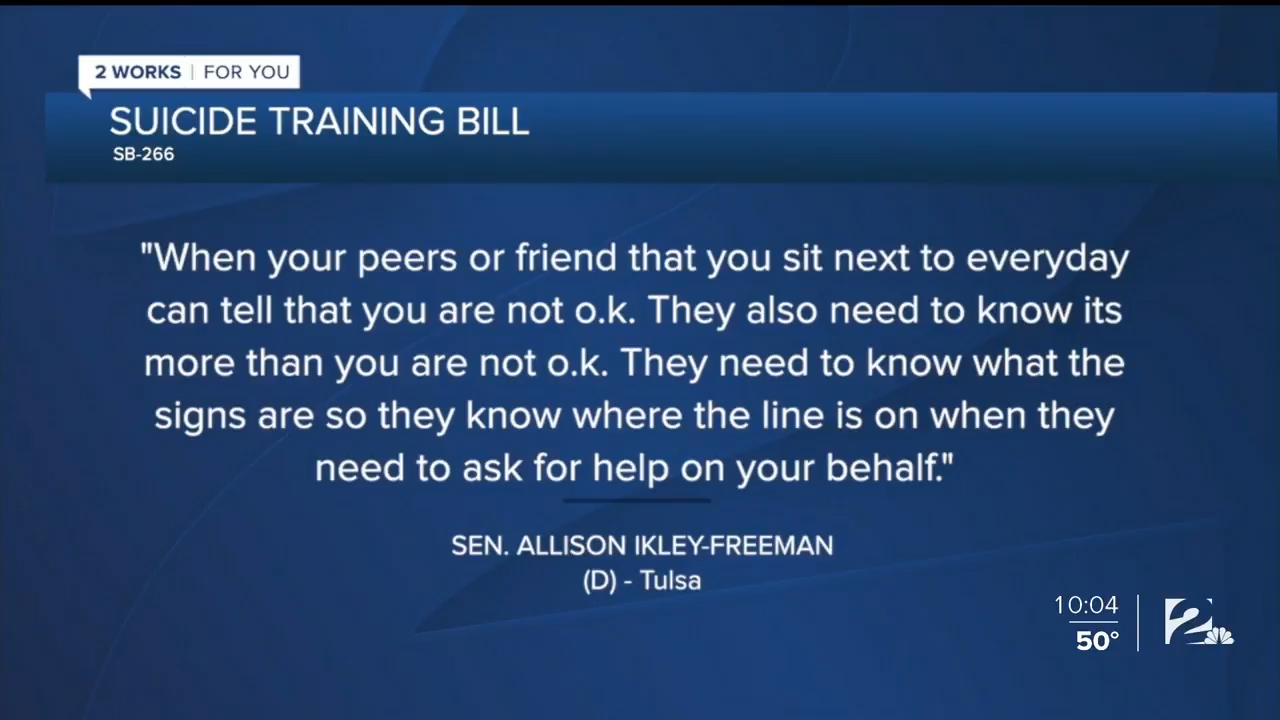 2 WORKS | FOR YOU
SUICIDE TRAINING BILL
SB-266
"When your peers or friend that you sit next to everyday
can tell that you are not o.k. They also need to know its
more than you are not o.k. They need to know what the
signs are so they know where the line is on when they
need to ask for help on your behalf."
SEN. ALLISON IKLEY-FREEMAN
(D) - Tulsa
10:04
50°
2